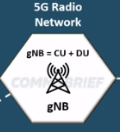 5G Radio
Network
gNB = CU + DU
gNB